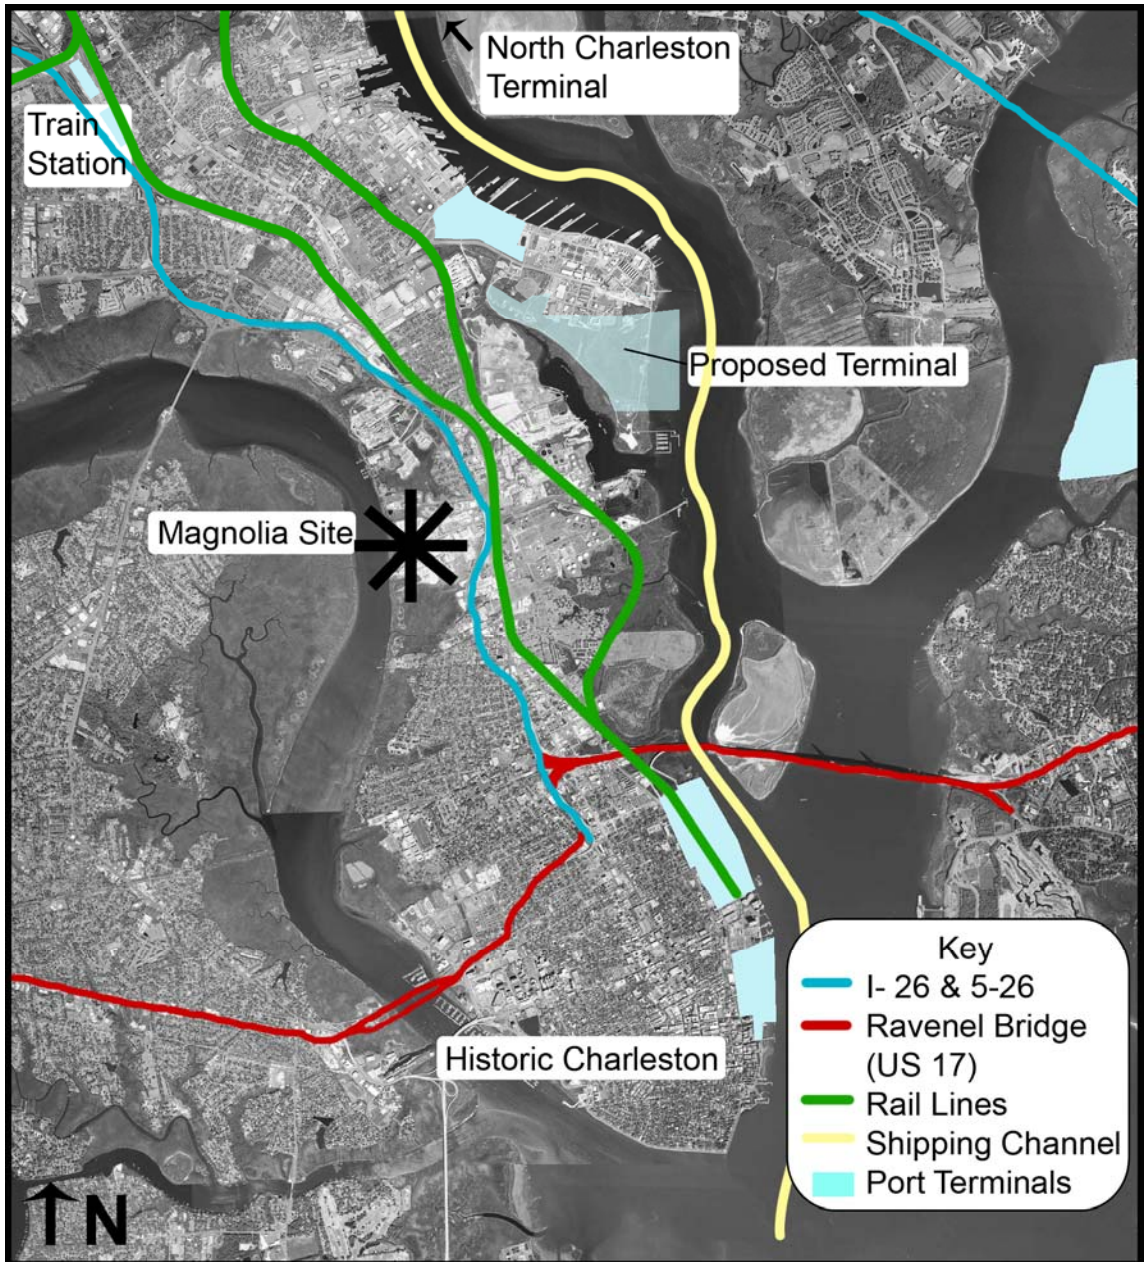 North Charleston
Terminal
Train
Station
Proposed Terminal
Magnolia Site
Historic Charleston
Key
I- 26 & 5-26
Ravenel Bridge
(US 17)
Rail Lines
Shipping Channel
Port Terminals
N